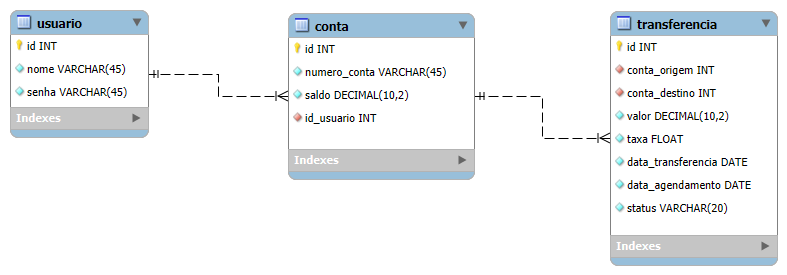 usuario
id INT
nome VARCHAR(45)
senha VARCHAR(45)
Indexes
conta
id INT
numero_conta VARCHAR(45)
saldo DECIMAL(10,2)
id_usuario INT
Indexes
transferencia
id INT
conta_origem INT
conta_destino INT
valor DECIMAL(10,2)
taxa FLOAT
data_transferencia DATE
data_agendamento DATE
status VARCHAR(20)
Indexes